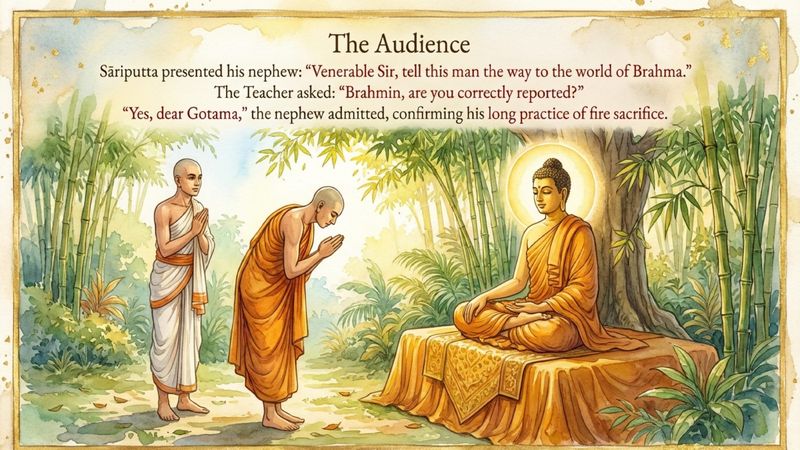 The Audience
Sāriputta presented his nephew: “Venerable Sir, tell this man the way to the world of Brahma.”
The Teacher asked: “Brahmin, are you correctly reported?”
“Yes, dear Gotama,” the nephew admitted, confirming his long practice of fire sacrifice.